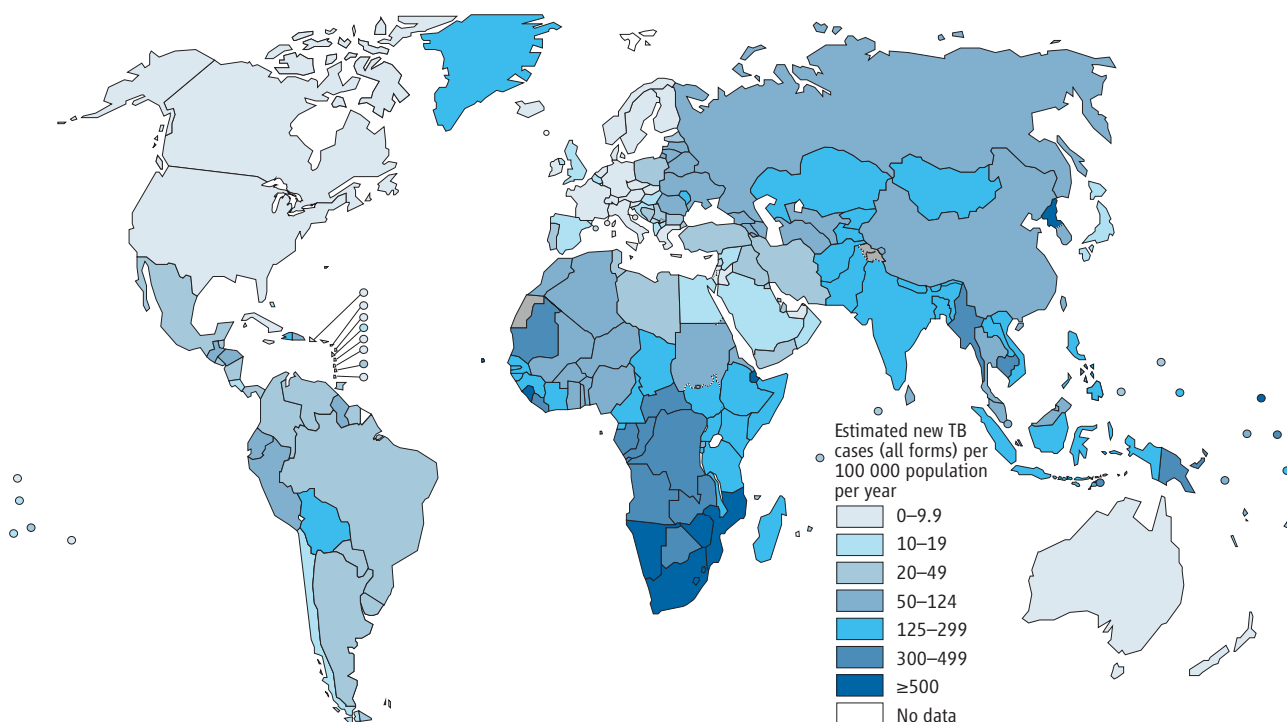 Estimated new TB
cases (all forms) per
100 000 population
per year
0–9.9
10–19
20–49
50–124
125–299
300–499
≥500
No data